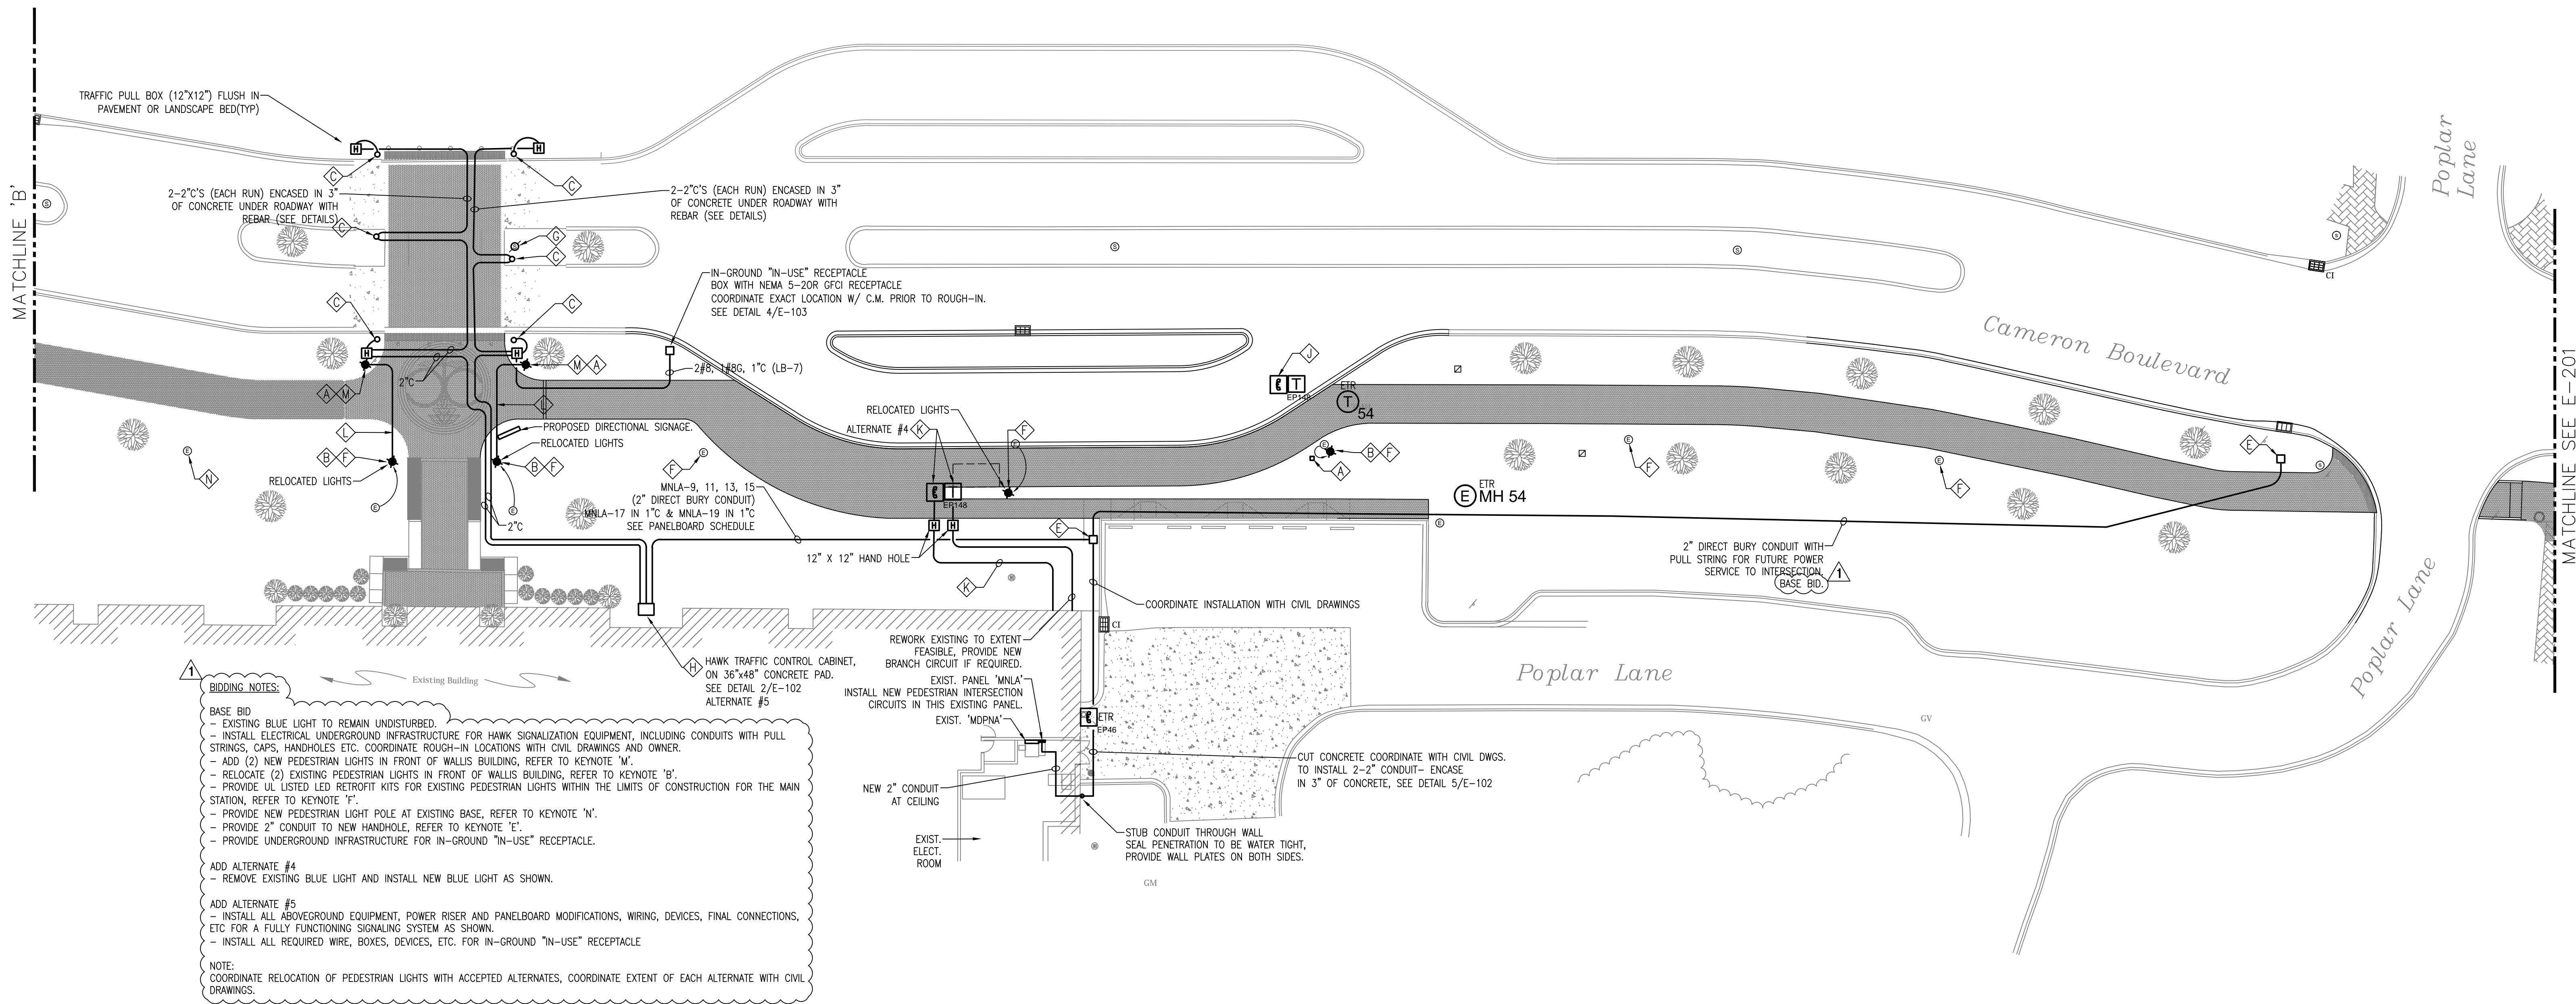 MATCHLINE 'B'
TRAFFIC PULL BOX (12"X12") FLUSH IN
PAVEMENT OR LANDSCAPE BED(TYP)
H
H
C
C
2-2"C'S (EACH RUN) ENCASED IN 3"
OF CONCRETE UNDER ROADWAY WITH
REBAR (SEE DETAILS)
2-2"C'S (EACH RUN) ENCASED IN 3"
OF CONCRETE UNDER ROADWAY WITH
REBAR (SEE DETAILS)
S
C
S
G
C
S
S
S
CI
Poplar
Lane
IN-GROUND "IN-USE" RECEPTACLE
BOX WITH NEMA 5-20R GFCI RECEPTACLE
COORDINATE EXACT LOCATION W/ C.M. PRIOR TO ROUGH-IN.
SEE DETAIL 4/E-103
C
C
H
H
2"C
M A
A M
2#8, 1#8G, 1"C (LB-7)
J
T
EP148
ETR
T
54
Cameron Boulevard
MATCHLINE SEE E-201
RELOCATED LIGHTS
ALTERNATE #4
K
F
E
L
L
PROPOSED DIRECTIONAL SIGNAGE.
RELOCATED LIGHTS
B F
B F
RELOCATED LIGHTS
E
N
E
E
2"C
F
E
MNLA-9, 11, 13, 15
(2" DIRECT BURY CONDUIT)
MNLA-17 IN 1"C & MNLA-19 IN 1"C
SEE PANELBOARD SCHEDULE
T
EP148
H
H
12" X 12" HAND HOLE
K
E
E
B F
A
E
F
E
F
E
S
ETR
E
MH 54
E
2" DIRECT BURY CONDUIT WITH
PULL STRING FOR FUTURE POWER
SERVICE TO INTERSECTION.
BASE BID.
1
COORDINATE INSTALLATION WITH CIVIL DRAWINGS
CI
REWORK EXISTING TO EXTENT
FEASIBLE, PROVIDE NEW
BRANCH CIRCUIT IF REQUIRED.
EXIST. PANEL 'MNLA'
INSTALL NEW PEDESTRIAN INTERSECTION
CIRCUITS IN THIS EXISTING PANEL.
EXIST. 'MDPNA'
H
HAWK TRAFFIC CONTROL CABINET,
ON 36"x48" CONCRETE PAD.
SEE DETAIL 2/E-102
ALTERNATE #5
Existing Building
Poplar Lane
Poplar Lane
ETR
EP46
GV
CUT CONCRETE COORDINATE WITH CIVIL DWGS.
TO INSTALL 2-2" CONDUIT- ENCASE
IN 3" OF CONCRETE, SEE DETAIL 5/E-102
NEW 2" CONDUIT
AT CEILING
EXIST.
ELECT.
ROOM
STUB CONDUIT THROUGH WALL
SEAL PENETRATION TO BE WATER TIGHT,
PROVIDE WALL PLATES ON BOTH SIDES.
GM
1
BIDDING NOTES:
BASE BID
- EXISTING BLUE LIGHT TO REMAIN UNDISTURBED.
- INSTALL ELECTRICAL UNDERGROUND INFRASTRUCTURE FOR HAWK SIGNALIZATION EQUIPMENT, INCLUDING CONDUITS WITH PULL
STRINGS, CAPS, HANDHOLES ETC. COORDINATE ROUGH-IN LOCATIONS WITH CIVIL DRAWINGS AND OWNER.
- ADD (2) NEW PEDESTRIAN LIGHTS IN FRONT OF WALLIS BUILDING, REFER TO KEYNOTE 'M'.
- RELOCATE (2) EXISTING PEDESTRIAN LIGHTS IN FRONT OF WALLIS BUILDING, REFER TO KEYNOTE 'B'.
- PROVIDE UL LISTED LED RETROFIT KITS FOR EXISTING PEDESTRIAN LIGHTS WITHIN THE LIMITS OF CONSTRUCTION FOR THE MAIN
STATION, REFER TO KEYNOTE 'F'.
- PROVIDE NEW PEDESTRIAN LIGHT POLE AT EXISTING BASE, REFER TO KEYNOTE 'N'.
- PROVIDE 2" CONDUIT TO NEW HANDHOLE, REFER TO KEYNOTE 'E'.
- PROVIDE UNDERGROUND INFRASTRUCTURE FOR IN-GROUND "IN-USE" RECEPTACLE.
ADD ALTERNATE #4
- REMOVE EXISTING BLUE LIGHT AND INSTALL NEW BLUE LIGHT AS SHOWN.
ADD ALTERNATE #5
- INSTALL ALL ABOVEGROUND EQUIPMENT, POWER RISER AND PANELBOARD MODIFICATIONS, WIRING, DEVICES, FINAL CONNECTIONS,
ETC FOR A FULLY FUNCTIONING SIGNALING SYSTEM AS SHOWN.
- INSTALL ALL REQUIRED WIRE, BOXES, DEVICES, ETC. FOR IN-GROUND "IN-USE" RECEPTACLE
NOTE:
COORDINATE RELOCATION OF PEDESTRIAN LIGHTS WITH ACCEPTED ALTERNATES, COORDINATE EXTENT OF EACH ALTERNATE WITH CIVIL
DRAWINGS.